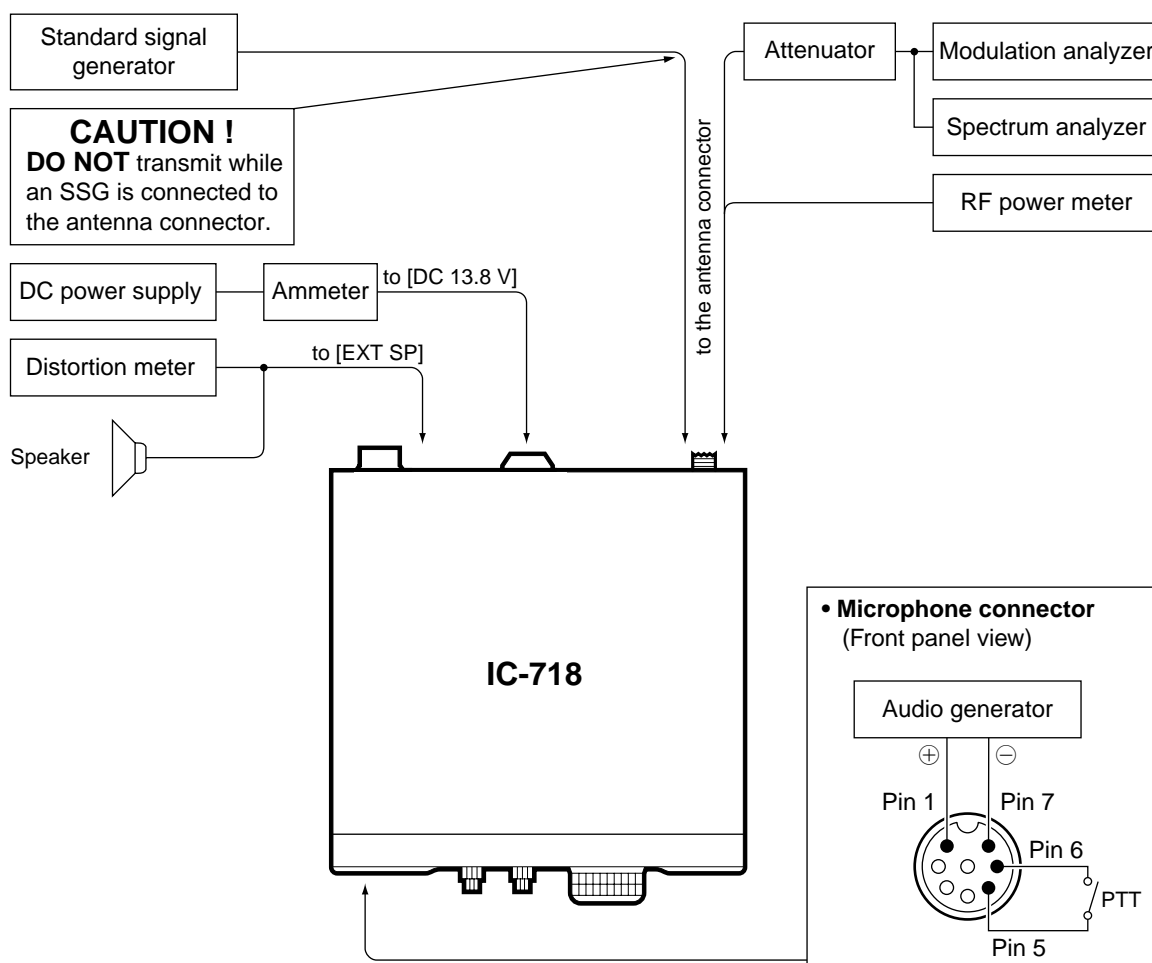 Standard signal
generator
CAUTION !
DO NOT transmit while
an SSG is connected to
the antenna connector.
Attenuator
Modulation analyzer
Spectrum analyzer
RF power meter
to the antenna connector
DC power supply
Ammeter
to [DC 13.8 V]
Distortion meter
to [EXT SP]
Speaker
IC-718
• Microphone connector
(Front panel view)
Audio generator
+ −
Pin 1
Pin 7
Pin 6
PTT
Pin 5